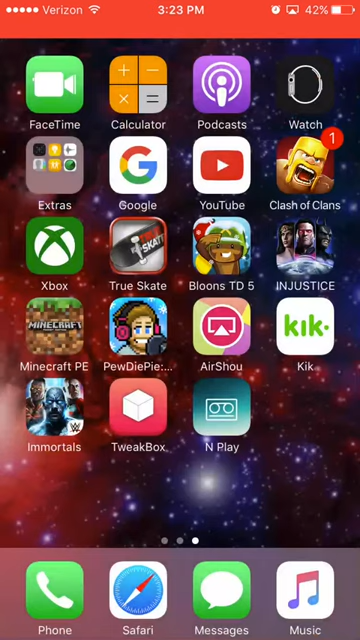 Verizon 3:23 PM 42%
FaceTime Calculator Podcasts Watch
1
Extras Google YouTube Clash of Clans
SKATE
Xbox True Skate Bloons TD 5 INJUSTICE
MINECRAFT kik·
Minecraft PE PewDiePie:... AirShou Kik
W
Immortals TweakBox N Play
Phone Safari Messages Music